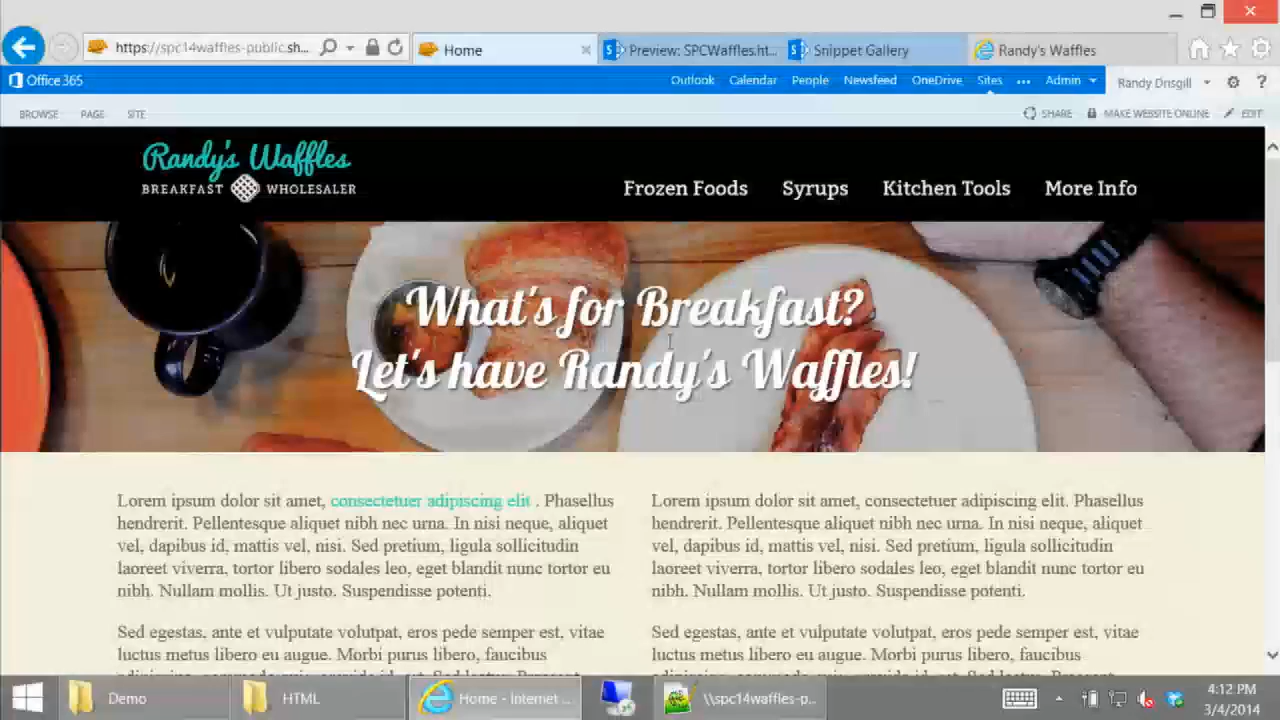 https://spc14waffles-public.sh...
Home
Preview: SPCWaffles.ht...
Snippet Gallery
Randy's Waffles
Office 365
Outlook Calendar People Newsfeed OneDrive Sites ... Admin
Randy Drisgill
?
BROWSE PAGE SITE
SHARE MAKE WEBSITE ONLINE EDIT
Randy's Waffles
BREAKFAST WHOLESALER
Frozen Foods Syrups Kitchen Tools More Info
What's for Breakfast?
Let's have Randy's Waffles!
Lorem ipsum dolor sit amet, consectetuer adipiscing elit . Phasellus
hendrerit. Pellentesque aliquet nibh nec urna. In nisi neque, aliquet
vel, dapibus id, mattis vel, nisi. Sed pretium, ligula sollicitudin
laoreet viverra, tortor libero sodales leo, eget blandit nunc tortor eu
nibh. Nullam mollis. Ut justo. Suspendisse potenti.
Sed egestas, ante et vulputate volutpat, eros pede semper est, vitae
luctus metus libero eu augue. Morbi purus libero, faucibus
Lorem ipsum dolor sit amet, consectetuer adipiscing elit. Phasellus
hendrerit. Pellentesque aliquet nibh nec urna. In nisi neque, aliquet
vel, dapibus id, mattis vel, nisi. Sed pretium, ligula sollicitudin
laoreet viverra, tortor libero sodales leo, eget blandit nunc tortor eu
nibh. Nullam mollis. Ut justo. Suspendisse potenti.
Sed egestas, ante et vulputate volutpat, eros pede semper est, vitae
luctus metus libero eu augue. Morbi purus libero, faucibus
Demo
HTML
Home - Internet ...
\\spc14waffles-p...
4:12 PM
3/4/2014